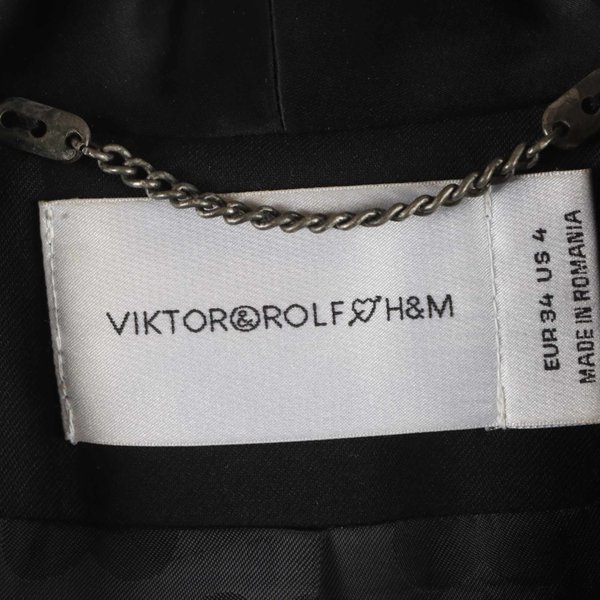 VIKTOR&ROLF H&M
EUR 34 US 4
MADE IN ROMANIA